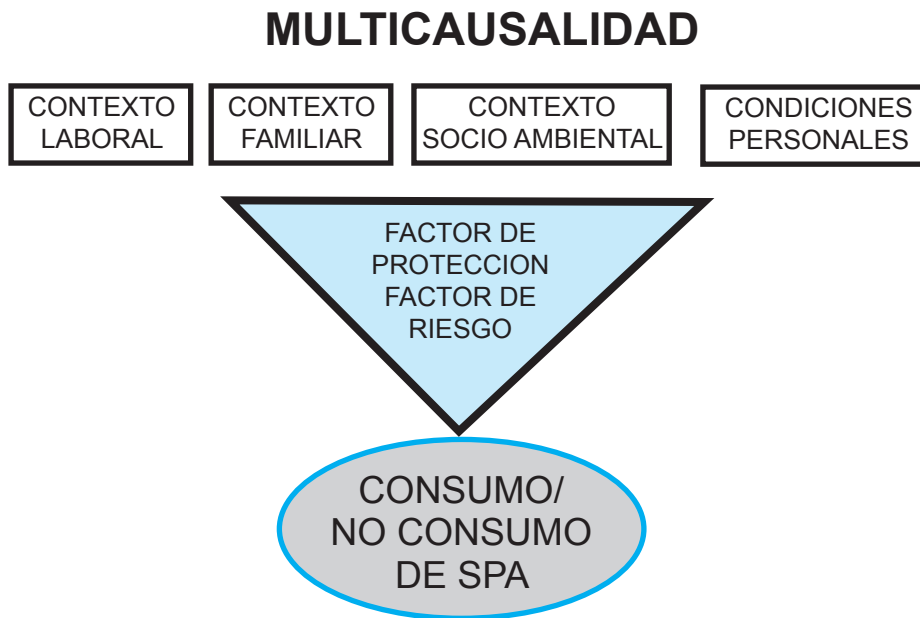 MULTICAUSALIDAD
CONTEXTO
LABORAL
CONTEXTO
FAMILIAR
CONTEXTO
SOCIO AMBIENTAL
CONDICIONES
PERSONALES
FACTOR DE
PROTECCION
FACTOR DE
RIESGO
CONSUMO/
NO CONSUMO
DE SPA